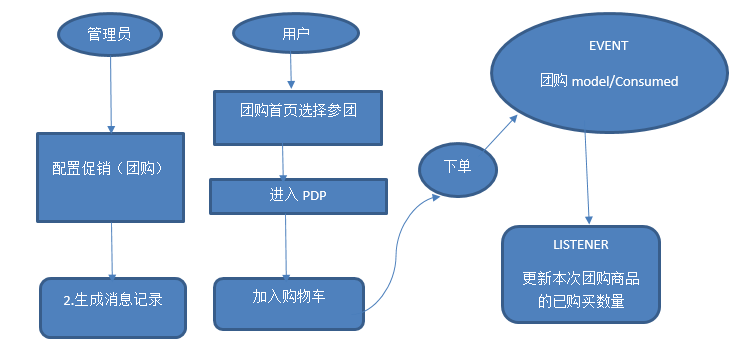 管理员
配置促销（团购）
2.生成消息记录
用户
团购首页选择参团
进入 PDP
加入购物车
下单
EVENT
团购 model/Consumed
LISTENER
更新本次团购商品
的已购买数量